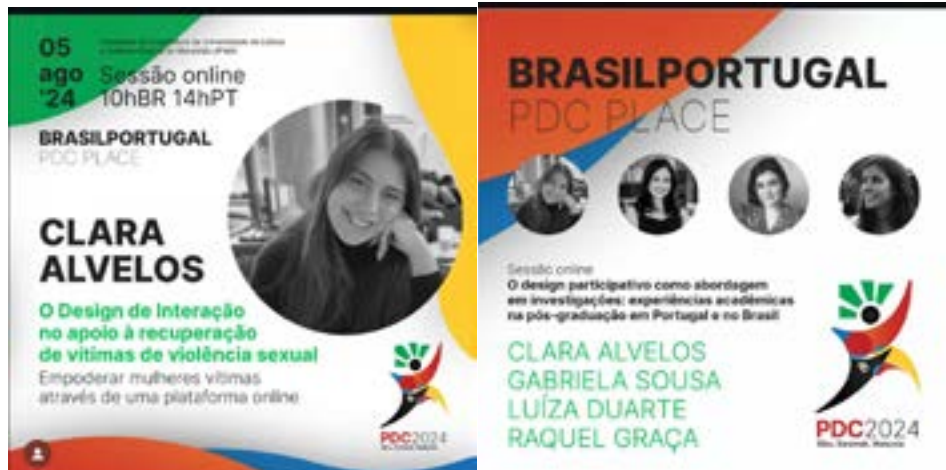 05
ago
'24
Sessão online
10hBR 14hPT
BRASILPORTUGAL
PDC PLACE
CLARA
ALVELOS
O Design de Interação
no apoio à recuperação
de vítimas de violência sexual
Empoderar mulheres vítimas
através de uma plataforma online
PDC2024
BRASILPORTUGAL
PDC PLACE
Sessão online
O design participativo como abordagem
em investigações: experiências acadêmicas
na pós-graduação em Portugal e no Brasil
CLARA ALVELOS
GABRIELA SOUSA
LUÍZA DUARTE
RAQUEL GRAÇA
PDC2024
Sibu, Sarawak, Malaysia